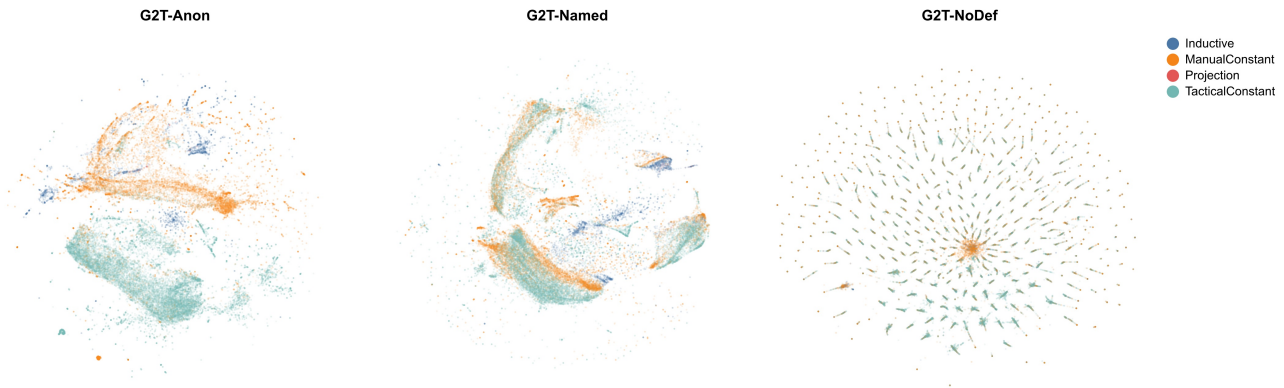 G2T-Anon
G2T-Named
G2T-NoDef
Inductive
ManualConstant
Projection
TacticalConstant